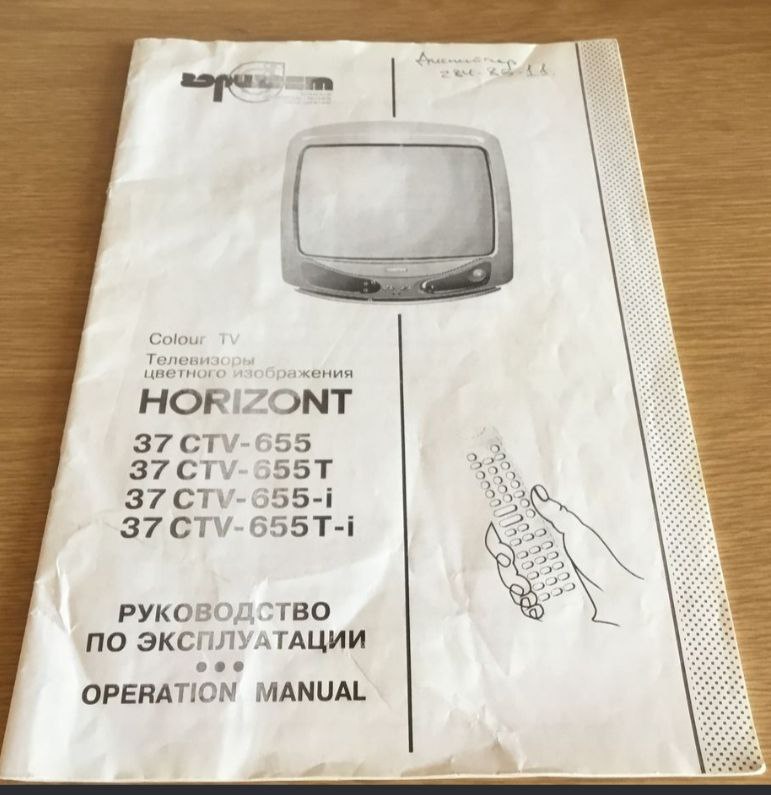 Colour TV
Телевизоры
цветного изображения
HORIZONT
37 CTV-655
37 CTV-655T
37 CTV-655-i
37 CTV-655T-i
РУКОВОДСТВО
ПО ЭКСПЛУАТАЦИИ
•••
OPERATION MANUAL